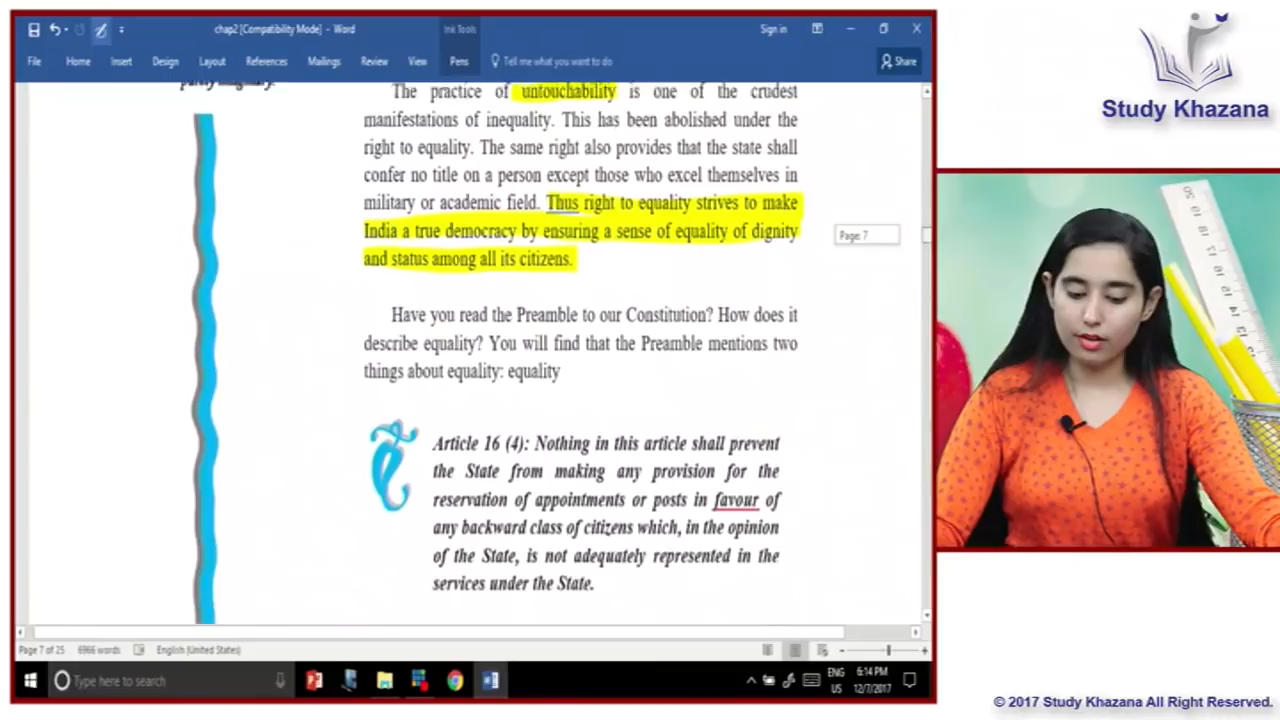 chap2 [Compatibility Mode] - Word
Ink Tools
Sign in
File Home Insert Design Layout References Mailings Review View Pens Tell me what you want to do Share
The practice of untouchability is one of the crudest
manifestations of inequality. This has been abolished under the
right to equality. The same right also provides that the state shall
confer no title on a person except those who excel themselves in
military or academic field. Thus right to equality strives to make
India a true democracy by ensuring a sense of equality of dignity
and status among all its citizens.
Page: 7
Have you read the Preamble to our Constitution? How does it
describe equality? You will find that the Preamble mentions two
things about equality: equality
Article 16 (4): Nothing in this article shall prevent
the State from making any provision for the
reservation of appointments or posts in favour of
any backward class of citizens which, in the opinion
of the State, is not adequately represented in the
services under the State.
Page 7 of 25 6966 words English (United States)
Type here to search
ENG
US
6:14 PM
12/7/2017
Study Khazana
© 2017 Study Khazana All Right Reserved.